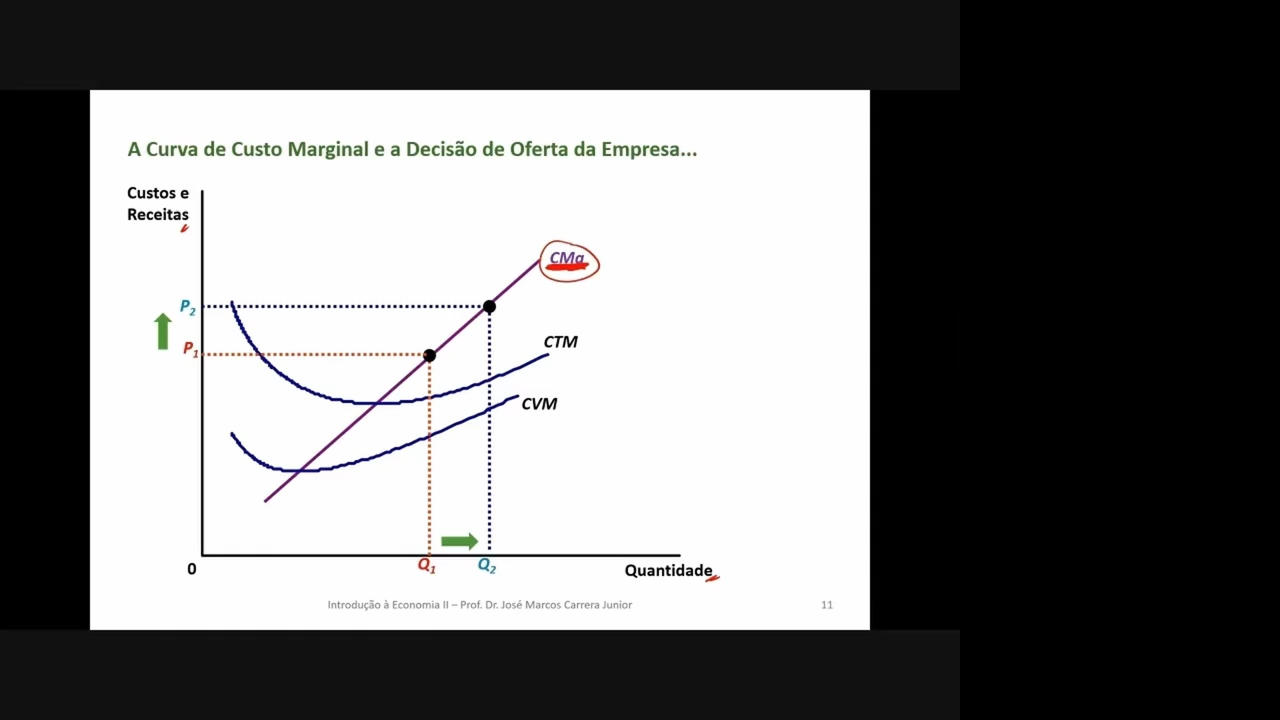 A Curva de Custo Marginal e a Decisão de Oferta da Empresa...
Custos e
Receitas
CMa
P2
P1
CTM
CVM
0
Q1
Q2
Quantidade
Introdução à Economia II – Prof. Dr. José Marcos Carrera Junior
11